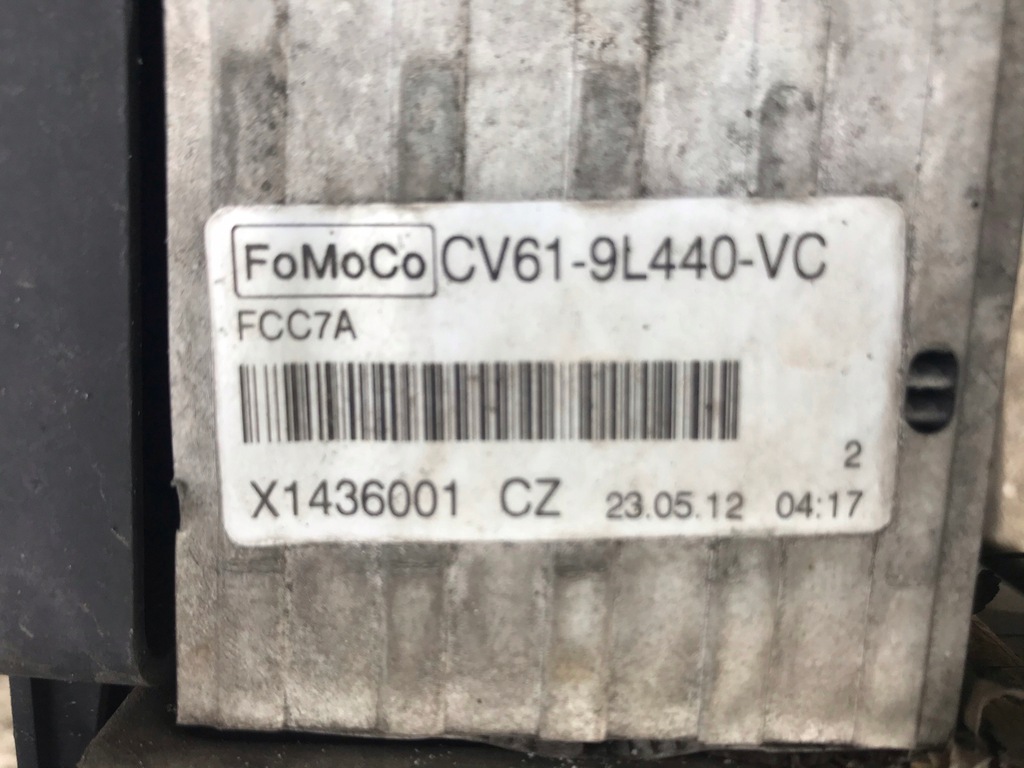 FoMoCo CV61-9L440-VC
FCC7A
2
X1436001 CZ 23.05.12 04:17